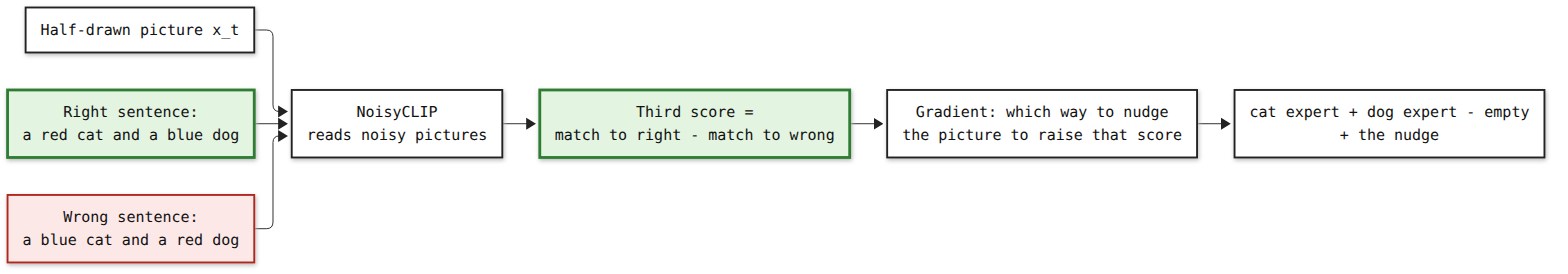 Half-drawn picture x_t
Right sentence:
a red cat and a blue dog
Wrong sentence:
a blue cat and a red dog
NoisyCLIP
reads noisy pictures
Third score =
match to right - match to wrong
Gradient: which way to nudge
the picture to raise that score
cat expert + dog expert - empty
+ the nudge